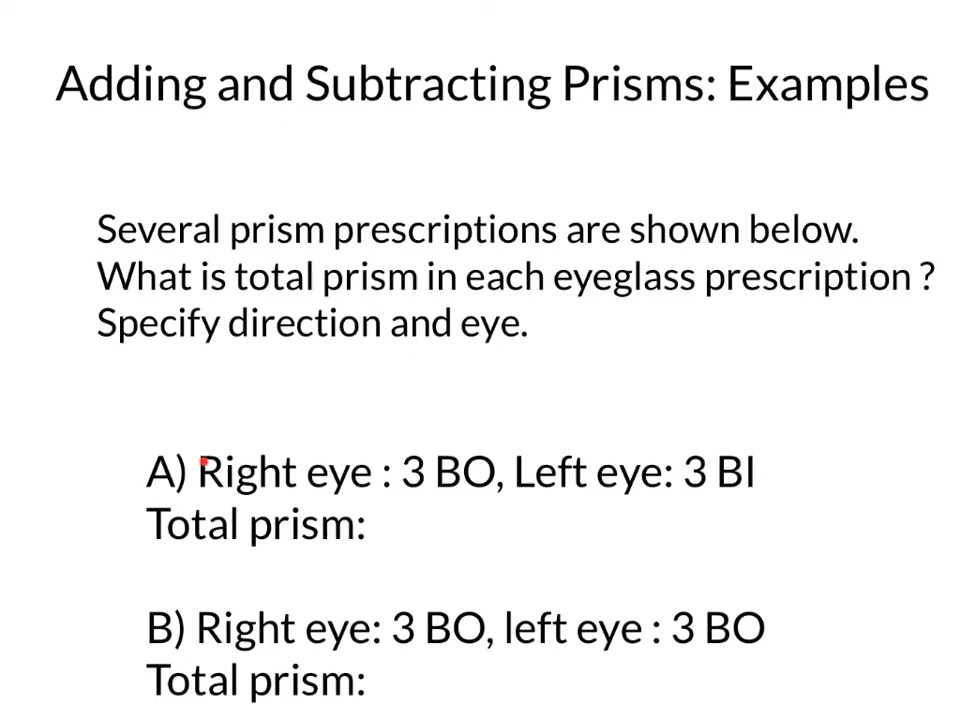 Adding and Subtracting Prisms: Examples
Several prism prescriptions are shown below.
What is total prism in each eyeglass prescription ?
Specify direction and eye.
A) Right eye : 3 BO, Left eye: 3 BI
Total prism:
B) Right eye: 3 BO, left eye : 3 BO
Total prism: